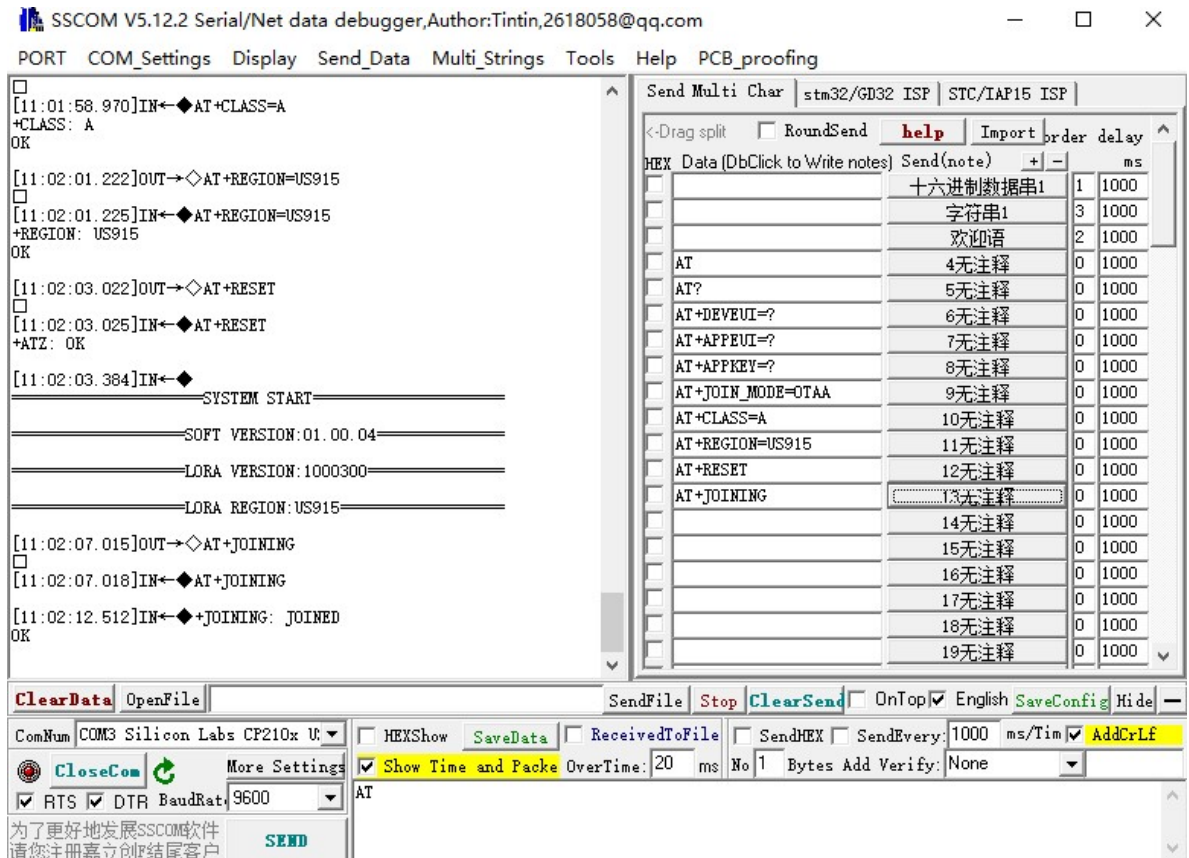 SSCOM V5.12.2 Serial/Net data debugger,Author:Tintin,2618058@qq.com
PORT COM_Settings Display Send_Data Multi_Strings Tools Help PCB_proofing
[11:01:58.970]IN←◆AT+CLASS=A
+CLASS: A
OK
[11:02:01.222]OUT→◇AT+REGION=US915
[11:02:01.225]IN←◆AT+REGION=US915
+REGION: US915
OK
[11:02:03.022]OUT→◇AT+RESET
[11:02:03.025]IN←◆AT+RESET
+ATZ: OK
[11:02:03.384]IN←◆
SYSTEM START
SOFT VERSION:01.00.04
LORA VERSION:1000300
LORA REGION:US915
[11:02:07.015]OUT→◇AT+JOINING
[11:02:07.018]IN←◆AT+JOINING
[11:02:12.512]IN←◆+JOINING: JOINED
OK
Send Multi Char stm32/GD32 ISP STC/IAP15 ISP
<-Drag split RoundSend help Import order delay
HEX Data (DbClick to Write notes) Send(note) + - ms
十六进制数据串1 1 1000
字符串1 3 1000
欢迎语 2 1000
AT 4无注释 0 1000
AT? 5无注释 0 1000
AT+DEVEUI=? 6无注释 0 1000
AT+APPEUI=? 7无注释 0 1000
AT+APPKEY=? 8无注释 0 1000
AT+JOIN_MODE=OTAA 9无注释 0 1000
AT+CLASS=A 10无注释 0 1000
AT+REGION=US915 11无注释 0 1000
AT+RESET 12无注释 0 1000
AT+JOINING 13无注释 0 1000
14无注释 0 1000
15无注释 0 1000
16无注释 0 1000
17无注释 0 1000
18无注释 0 1000
19无注释 0 1000
ClearData OpenFile SendFile Stop ClearSend OnTop English SaveConfig Hide —
ComNum COM3 Silicon Labs CP210x HEXShow SaveData ReceivedToFile SendHEX SendEvery: 1000 ms/Tim AddCrLf
CloseCom More Settings Show Time and Packe OverTime: 20 ms No 1 Bytes Add Verify: None
RTS DTR BaudRat 9600 AT
为了更好地发展SSCOM软件
请您注册嘉立创结尾客户
SEND